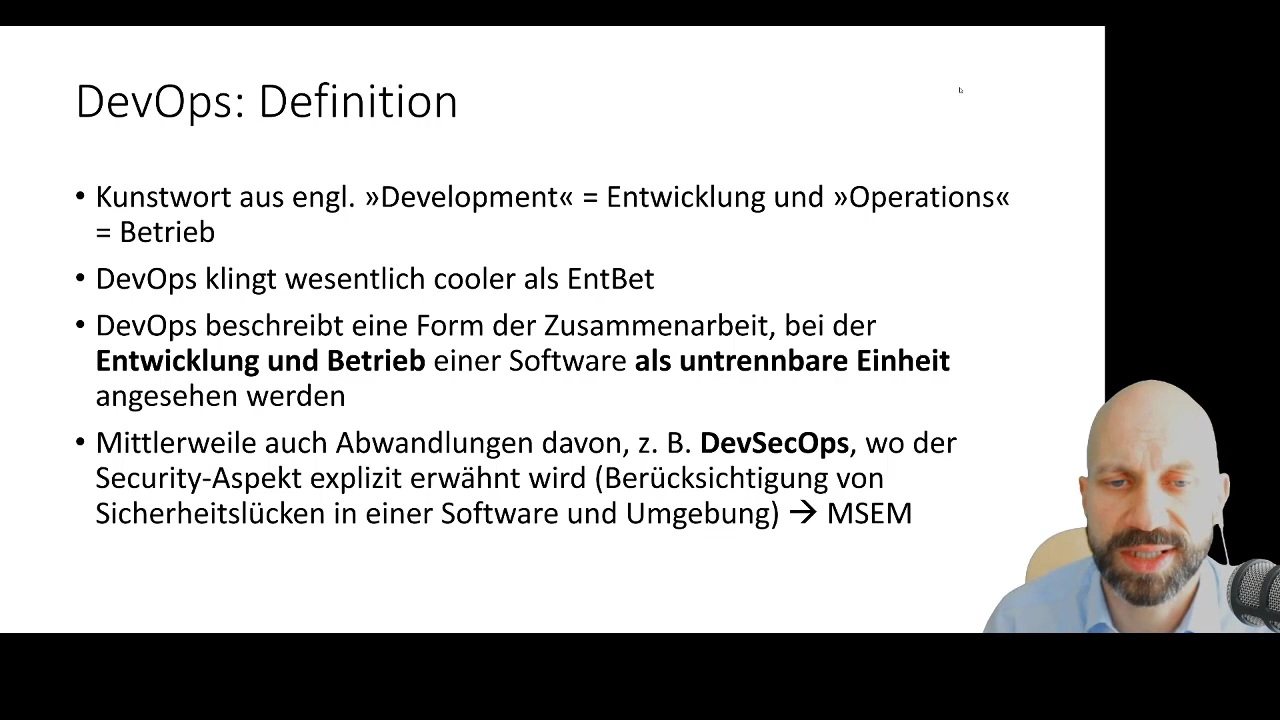 DevOps: Definition
• Kunstwort aus engl. »Development« = Entwicklung und »Operations«
= Betrieb
• DevOps klingt wesentlich cooler als EntBet
• DevOps beschreibt eine Form der Zusammenarbeit, bei der
Entwicklung und Betrieb einer Software als untrennbare Einheit
angesehen werden
• Mittlerweile auch Abwandlungen davon, z. B. DevSecOps, wo der
Security-Aspekt explizit erwähnt wird (Berücksichtigung von
Sicherheitslücken in einer Software und Umgebung) → MSEM